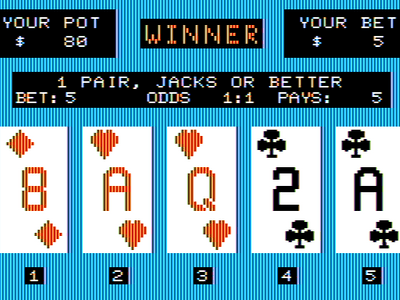 YOUR POT
$ 80
WINNER
YOUR BET
$ 5
1 PAIR, JACKS OR BETTER
BET: 5 ODDS 1:1 PAYS: 5
8 A Q 2 A
1 2 3 4 5